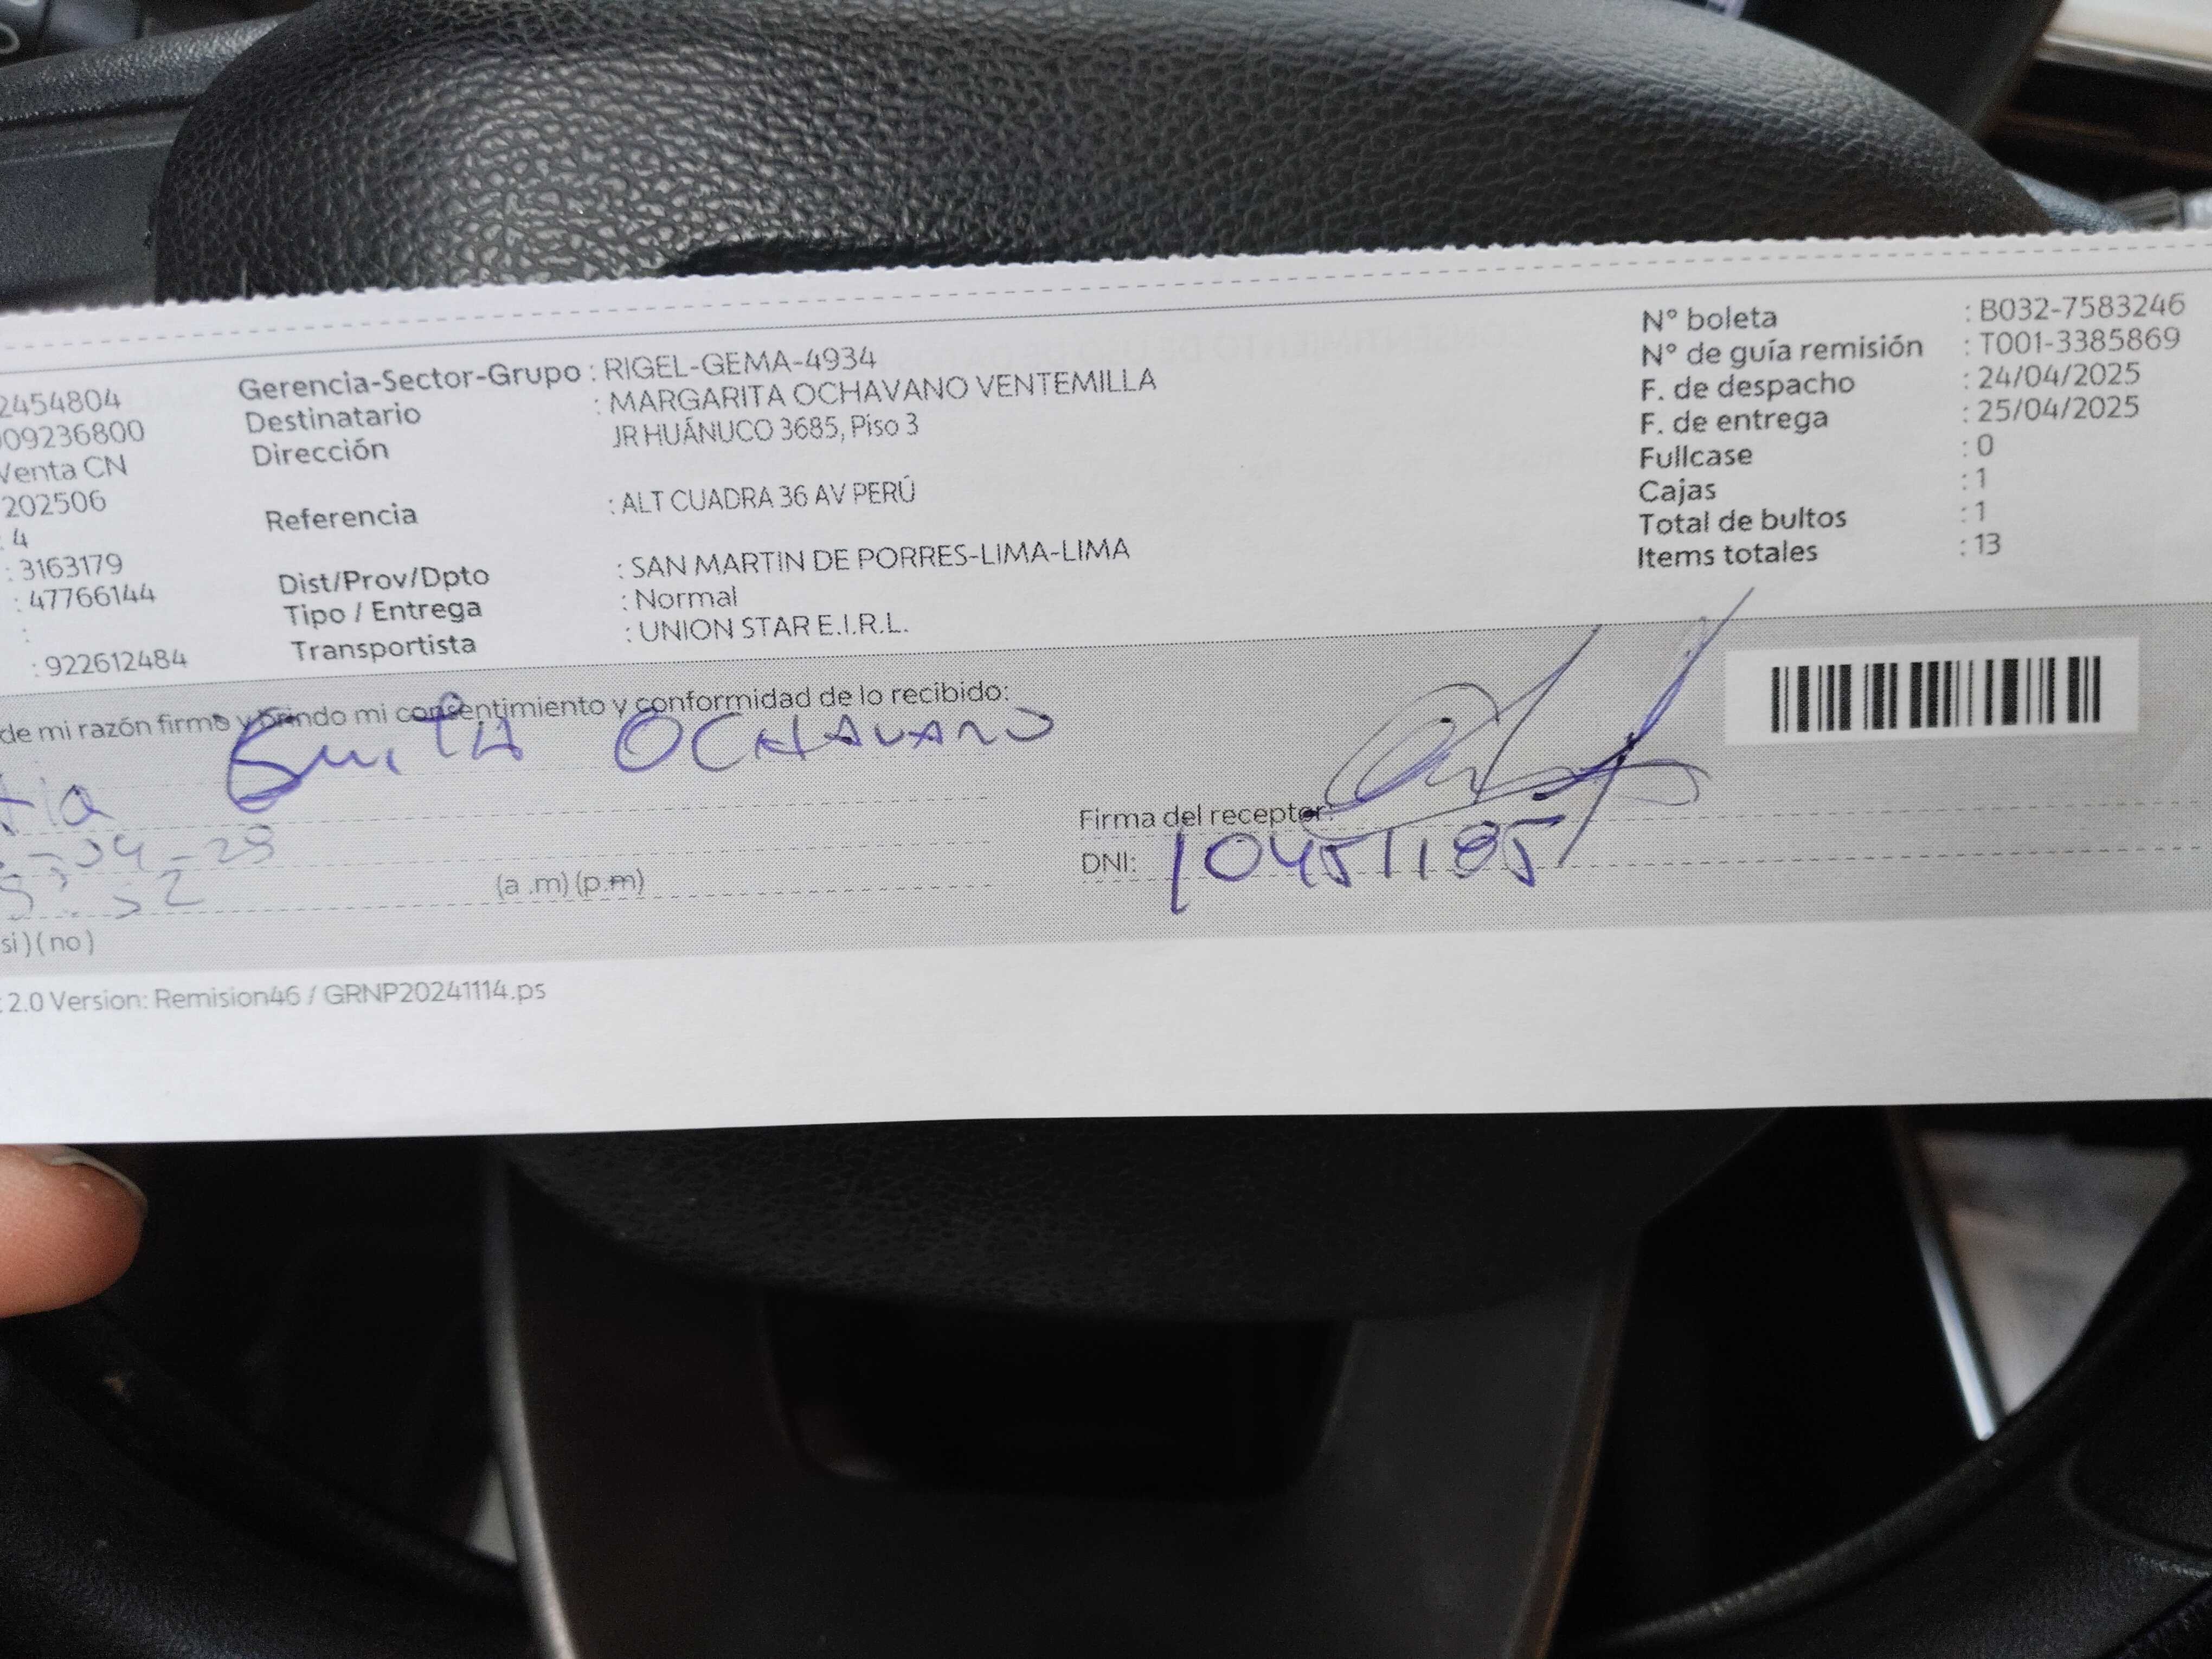 2454804
09236800
Venta CN
202506
: 4
: 3163179
: 47766144
:
: 922612484
Gerencia-Sector-Grupo : RIGEL-GEMA-4934
Destinatario : MARGARITA OCHAVANO VENTEMILLA
Dirección JR HUÁNUCO 3685, Piso 3
Referencia : ALT CUADRA 36 AV PERÚ
Dist/Prov/Dpto : SAN MARTIN DE PORRES-LIMA-LIMA
Tipo / Entrega : Normal
Transportista : UNION STAR E.I.R.L.
N° boleta : B032-7583246
N° de guía remisión : T001-3385869
F. de despacho : 24/04/2025
F. de entrega : 25/04/2025
Fullcase : 0
Cajas : 1
Total de bultos : 1
Items totales : 13
de mi razón firmo y brindo mi consentimiento y conformidad de lo recibido:
OCHAVANO
(a .m) (p.m)
si ) ( no )
Firma del receptor:
DNI: 10451185
: 2.0 Version: Remision46 / GRNP20241114.ps